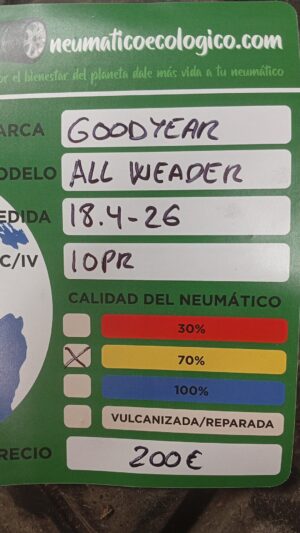 neumaticoecologico.com
or el bienestar del planeta dale más vida a tu neumático
ARCA GOODYEAR
ODELO ALL WEADER
EDIDA 18.4-26
C/IV 10PR
CALIDAD DEL NEUMÁTICO
30%
70%
100%
VULCANIZADA/REPARADA
RECIO 200€